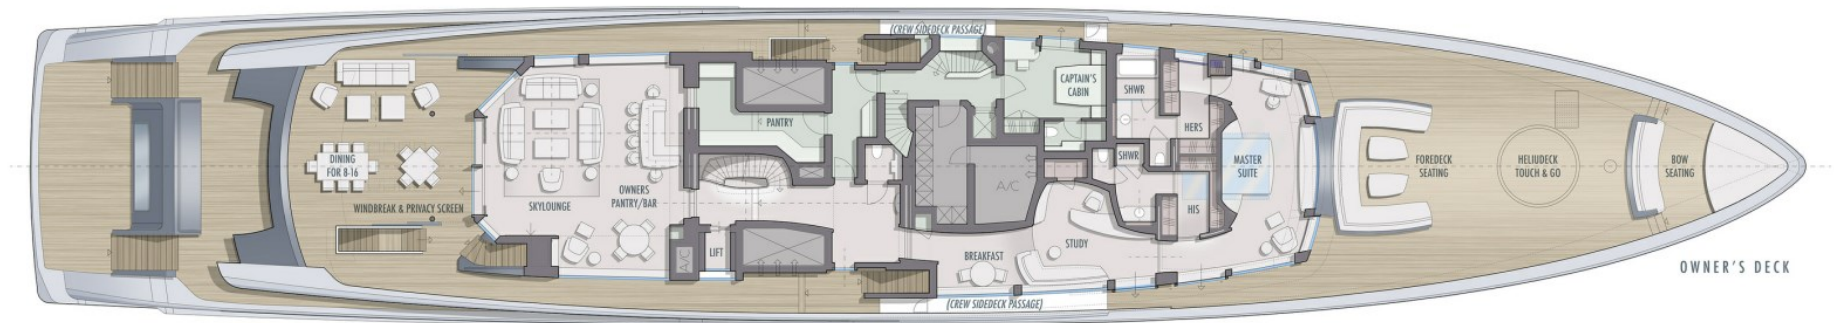 (CREW SIDEDECK PASSAGE)
CAPTAIN'S
CABIN
SHWR
PANTRY
HERS
DINING
FOR 8-16
SHWR
MASTER
SUITE
FOREDECK
SEATING
HELIUDECK
TOUCH & GO
BOW
SEATING
A/C
OWNERS
PANTRY/BAR
SKYLOUNGE
WINDBREAK & PRIVACY SCREEN
HIS
STUDY
LIFT
A/C
BREAKFAST
OWNER'S DECK
(CREW SIDEDECK PASSAGE)